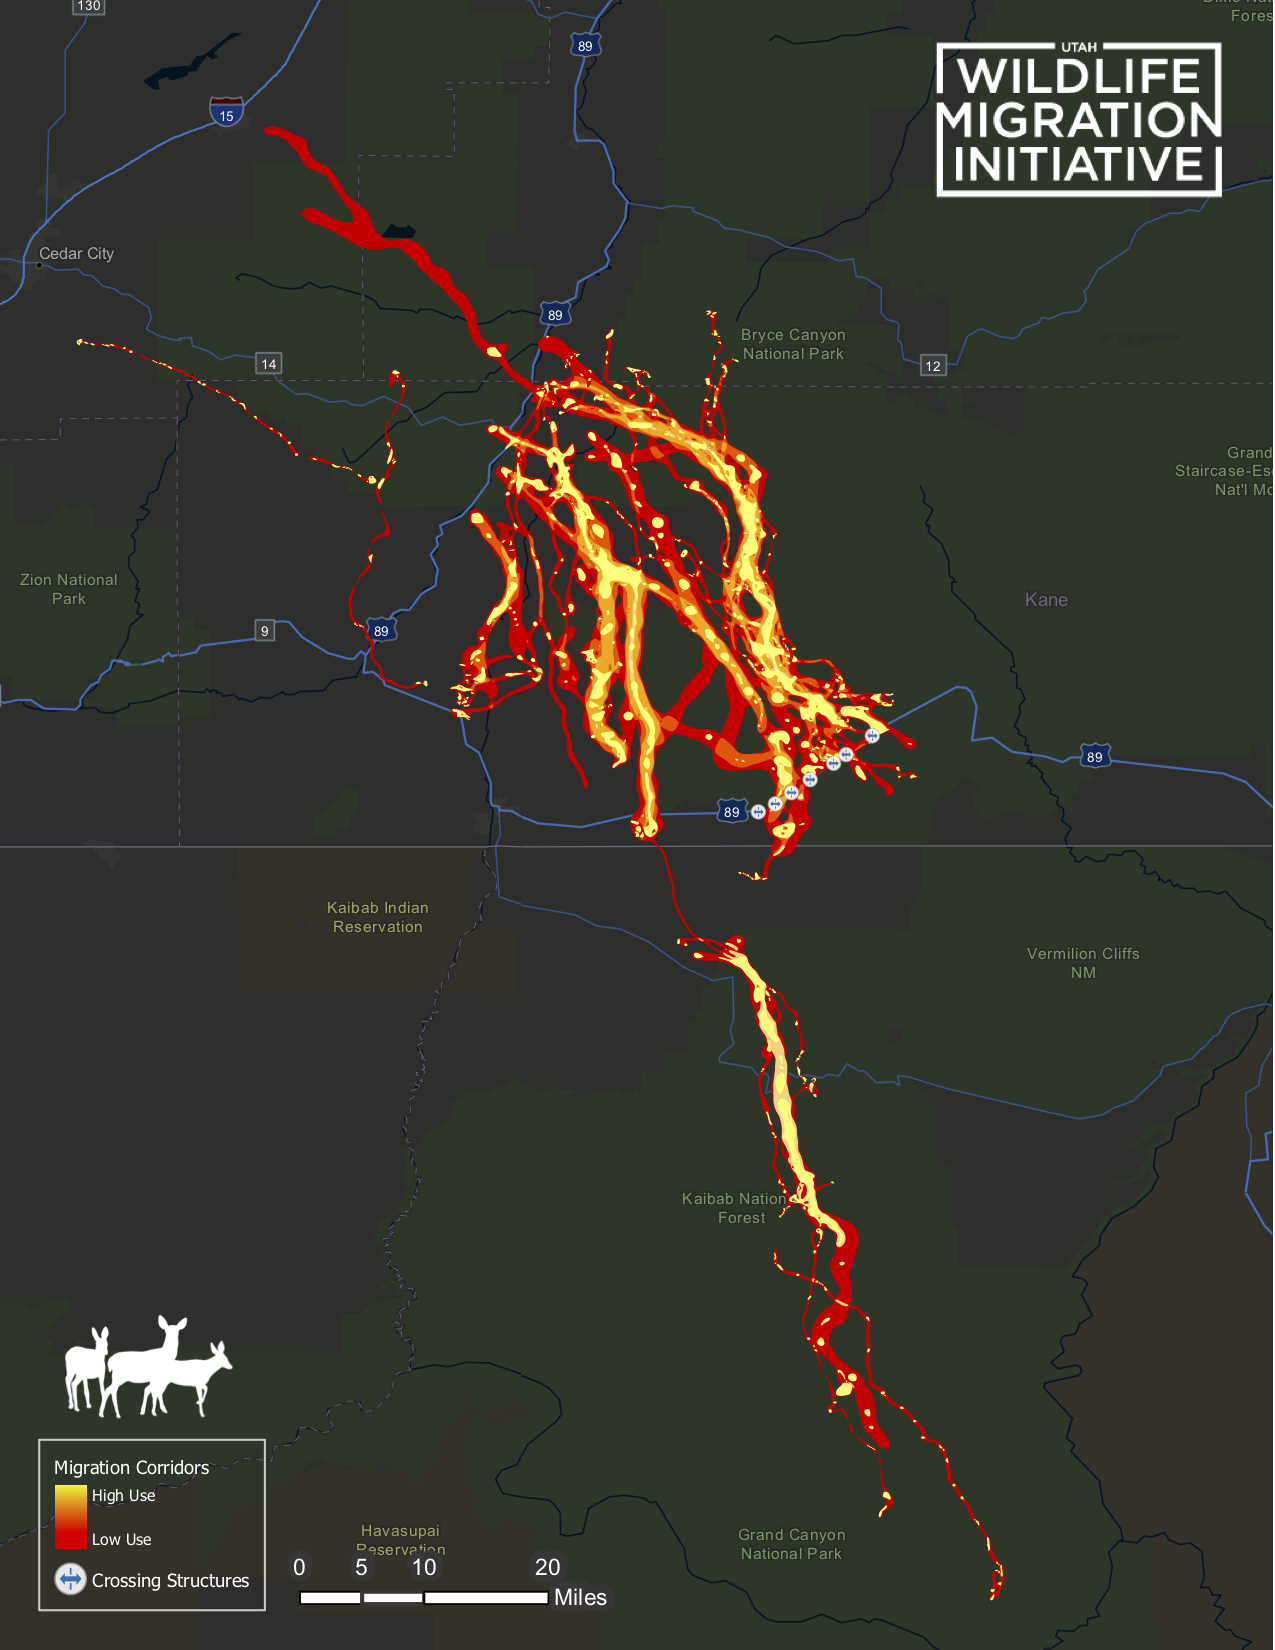 130
Fores
89
UTAH
WILDLIFE
MIGRATION
INITIATIVE
15
Cedar City
89
Bryce Canyon
National Park
14
12
Grand
Staircase-Es
Nat'l Mo
Zion National
Park
Kane
9
89
89
89
Kaibab Indian
Reservation
Vermilion Cliffs
NM
Kaibab Nation
Forest
Migration Corridors
High Use
Low Use
Crossing Structures
Havasupai
Reservation
Grand Canyon
National Park
0 5 10 20
Miles